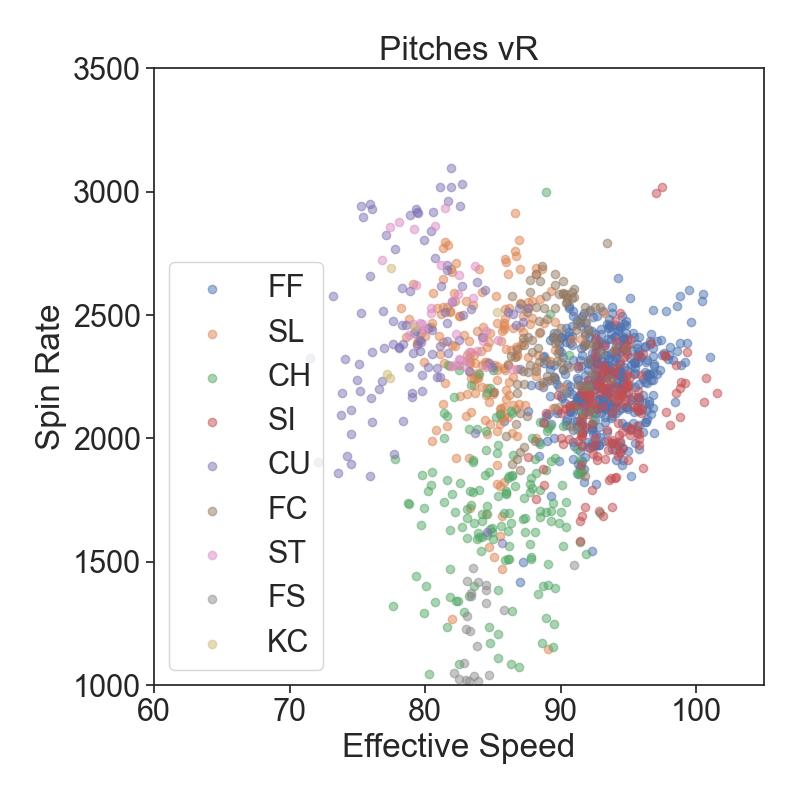 Pitches vR
3500
3000
2500
2000
1500
1000
Spin Rate
FF
SL
CH
SI
CU
FC
ST
FS
KC
60 70 80 90 100
Effective Speed